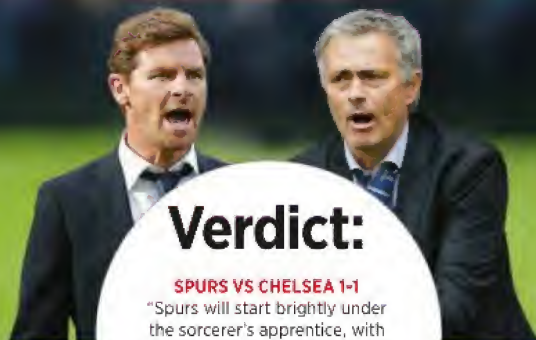 Verdict:
SPURS VS CHELSEA 1-1
"Spurs will start brightly under
the sorcerer's apprentice, with